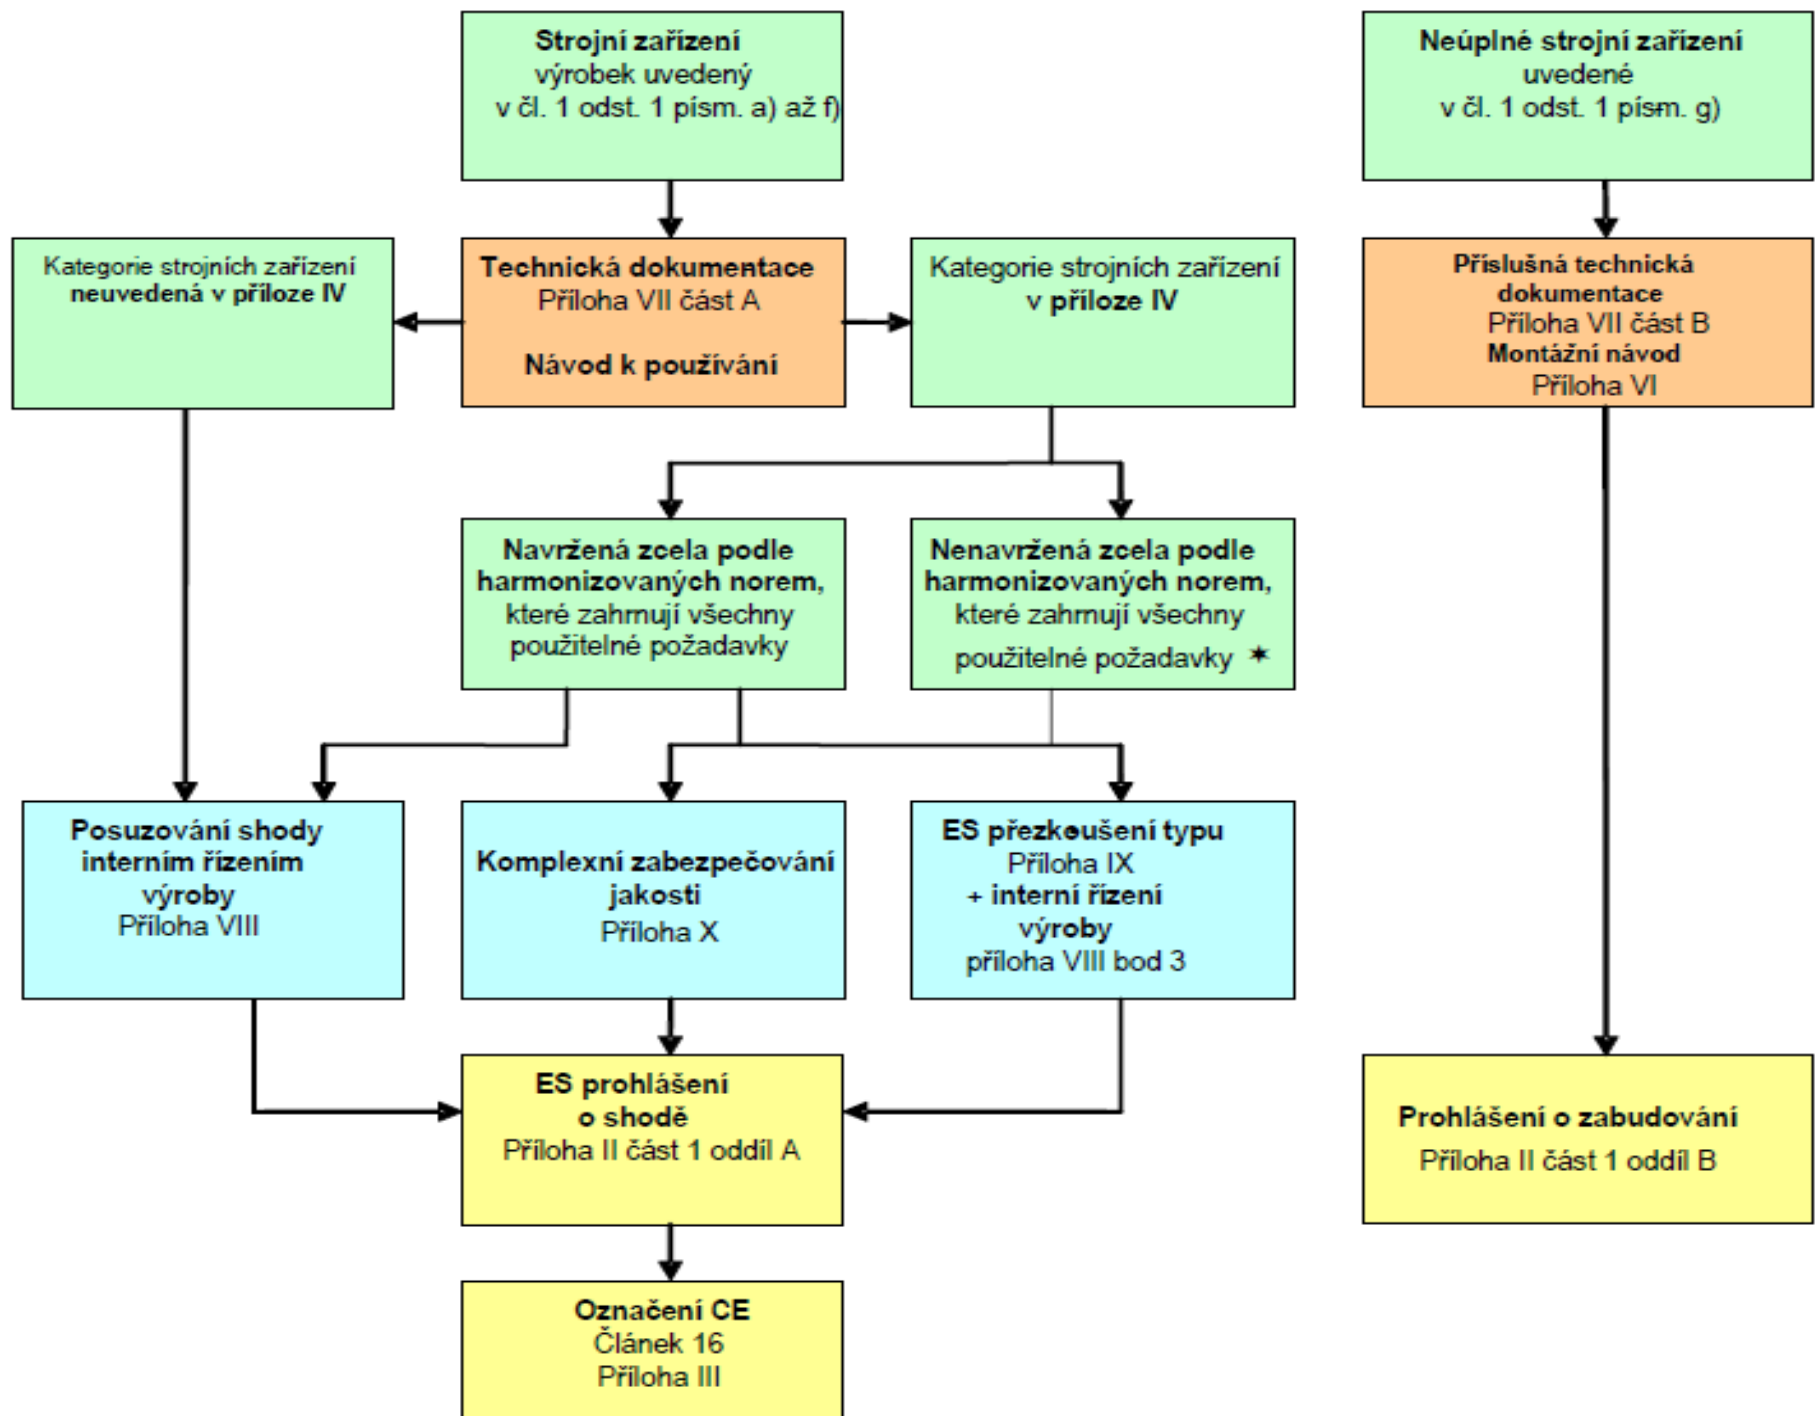 Strojní zařízení
výrobek uvedený
v čl. 1 odst. 1 písm. a) až f)
Neúplné strojní zařízení
uvedené
v čl. 1 odst. 1 písm. g)
Kategorie strojních zařízení
neuvedená v příloze IV
Technická dokumentace
Příloha VII část A
Návod k používání
Kategorie strojních zařízení
v příloze IV
Příslušná technická
dokumentace
Příloha VII část B
Montážní návod
Příloha VI
Navržená zcela podle
harmonizovaných norem,
které zahrnují všechny
použitelné požadavky
Nenavržená zcela podle
harmonizovaných norem,
které zahrnují všechny
použitelné požadavky *
Posuzování shody
interním řízením
výroby
Příloha VIII
Komplexní zabezpečování
jakosti
Příloha X
ES přezkoušení typu
Příloha IX
+ interní řízení
výroby
příloha VIII bod 3
ES prohlášení
o shodě
Příloha II část 1 oddíl A
Prohlášení o zabudování
Příloha II část 1 oddíl B
Označení CE
Článek 16
Příloha III